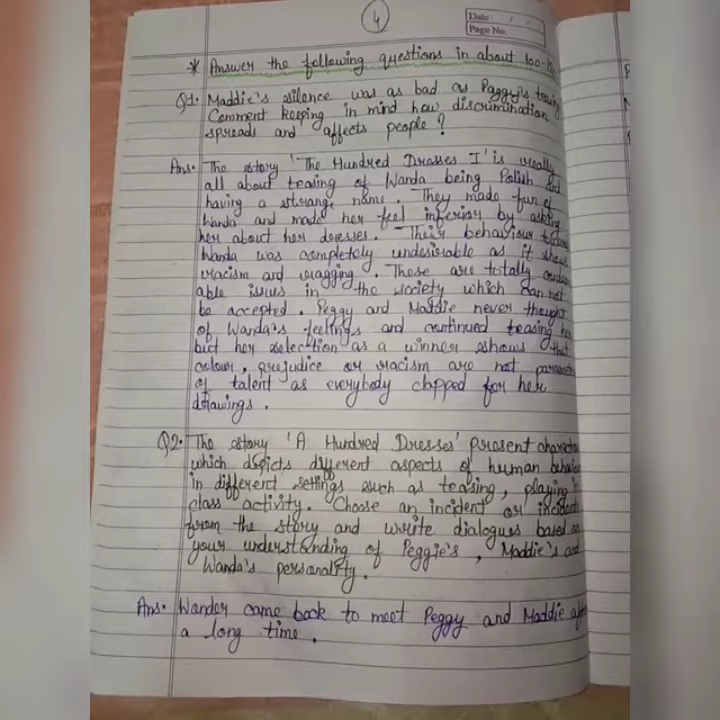 4
Date / /
Page No.
* Answer the following questions in about 100-
Q1. Maddie's silence was as bad as Peggy's teasing
Comment keeping in mind how discrimination
spreads and affects people?
Ans. The story 'The Hundred Dresses I' is really
all about teasing of Wanda being Polish and
having a strange name. They made fun of
Wanda and made her feel inferior by asking
her about her dresses. Their behaviour
Wanda was completely undesirable as it
racism and ragging. These are totally
able issues in the society which can not
be accepted. Peggy and Maddie never thought
of Wanda's feelings and continued teasing
but her selection as a winner shows that
colour, prejudice or racism are not
of talent as everybody clapped for her
drawings.
Q2. The story 'A Hundred Dresses' present
which depicts different aspects of human
in different settings such as teasing, playing
class activity. Choose an incident or
from the story and write dialogues based on
your understanding of Peggie's, Maddie's and
Wanda's personality.
Ans. Wander came back to meet Peggy and Maddie
a long time.